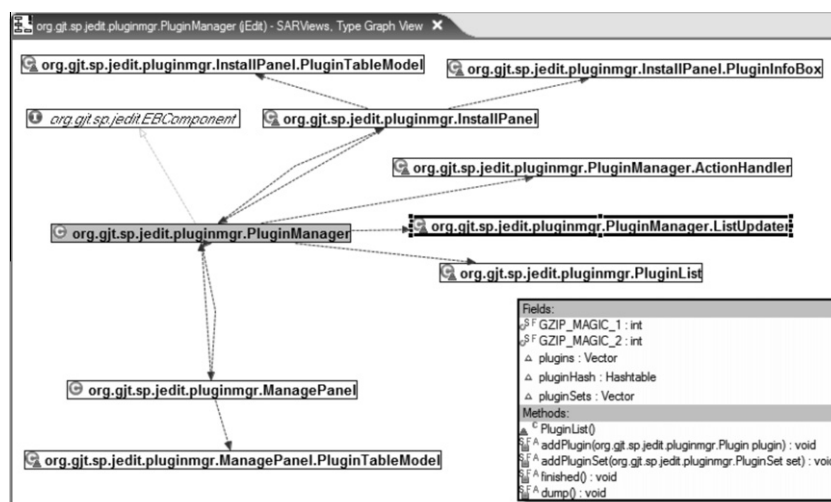 org.gjt.sp.jedit.pluginmgr.PluginManager (jEdit) - SARViews, Type Graph View
org.gjt.sp.jedit.pluginmgr.InstallPanel.PluginTableModel
org.gjt.sp.jedit.pluginmgr.InstallPanel.PluginInfoBox
org.gjt.sp.jedit.EBComponent
org.gjt.sp.jedit.pluginmgr.InstallPanel
org.gjt.sp.jedit.pluginmgr.PluginManager.ActionHandler
org.gjt.sp.jedit.pluginmgr.PluginManager
org.gjt.sp.jedit.pluginmgr.PluginManager.ListUpdater
org.gjt.sp.jedit.pluginmgr.PluginList
org.gjt.sp.jedit.pluginmgr.ManagePanel
org.gjt.sp.jedit.pluginmgr.ManagePanel.PluginTableModel
Fields:
S F GZIP_MAGIC_1 : int
S F GZIP_MAGIC_2 : int
plugins : Vector
pluginHash : Hashtable
pluginSets : Vector
Methods:
C PluginList()
S F A addPlugin(org.gjt.sp.jedit.pluginmgr.Plugin plugin) : void
S F A addPluginSet(org.gjt.sp.jedit.pluginmgr.PluginSet set) : voi
S F A finished() : void
S F A dump() : void